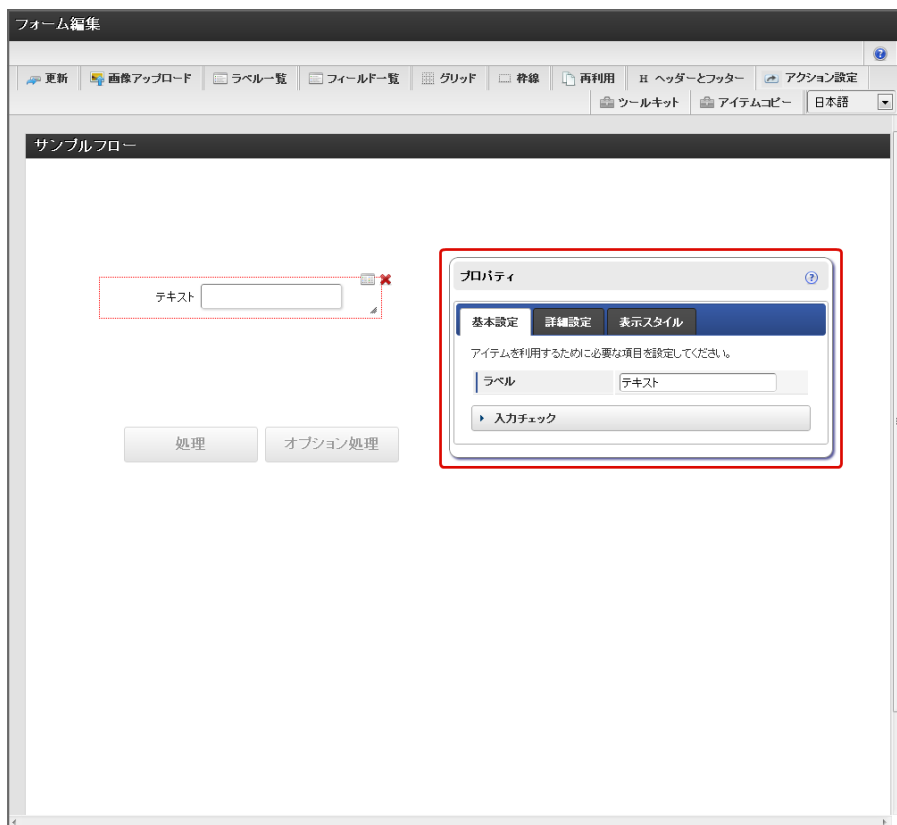 フォーム編集
更新 画像アップロード ラベル一覧 フィールド一覧 グリッド 枠線 再利用 H ヘッダーとフッター アクション設定
ツールキット アイテムコピー 日本語
サンプルフロー
テキスト
処理 オプション処理
プロパティ
基本設定 詳細設定 表示スタイル
アイテムを利用するために必要な項目を設定してください。
ラベル テキスト
入力チェック